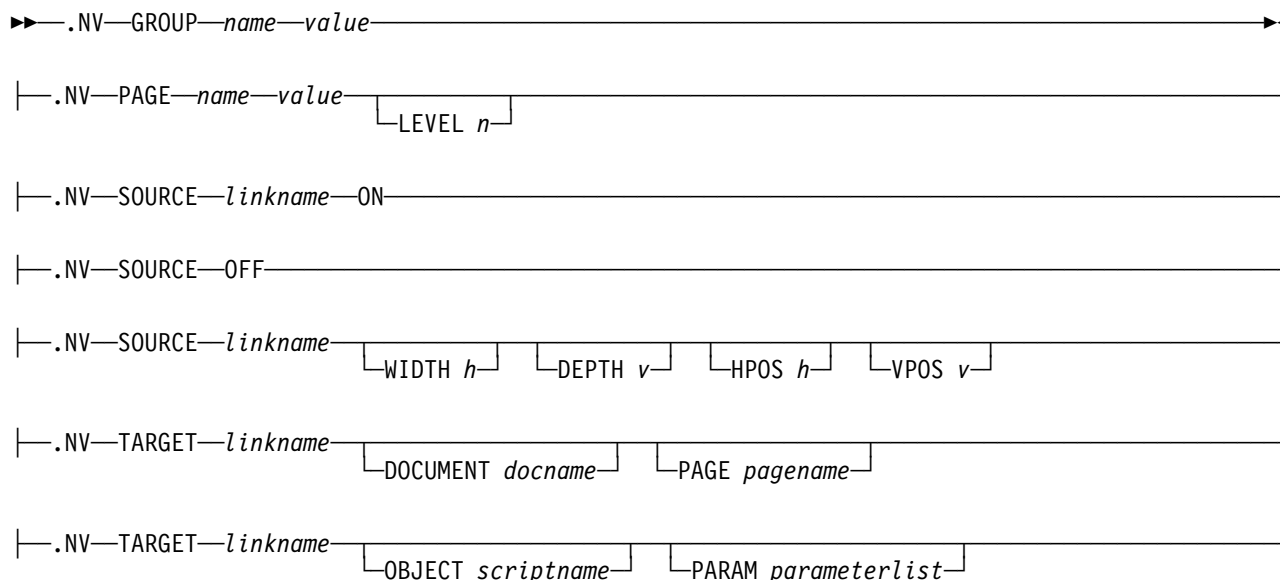 .NV GROUP name value
.NV PAGE name value
LEVEL n
.NV SOURCE linkname ON
.NV SOURCE OFF
.NV SOURCE linkname
WIDTH h DEPTH v HPOS h VPOS v
.NV TARGET linkname
DOCUMENT docname PAGE pagename
.NV TARGET linkname
OBJECT scriptname PARAM parameterlist